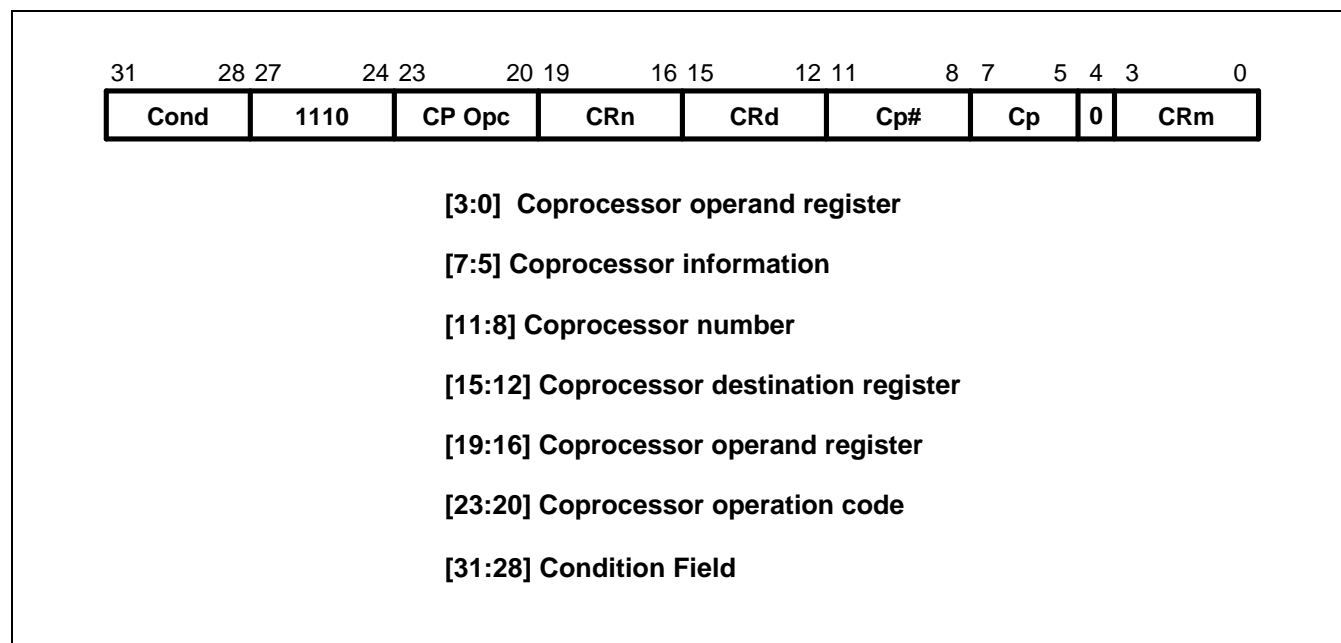 31 28 27 24 23 20 19 16 15 12 11 8 7 5 4 3 0
Cond 1110 CP Opc CRn CRd Cp# Cp 0 CRm
[3:0] Coprocessor operand register
[7:5] Coprocessor information
[11:8] Coprocessor number
[15:12] Coprocessor destination register
[19:16] Coprocessor operand register
[23:20] Coprocessor operation code
[31:28] Condition Field